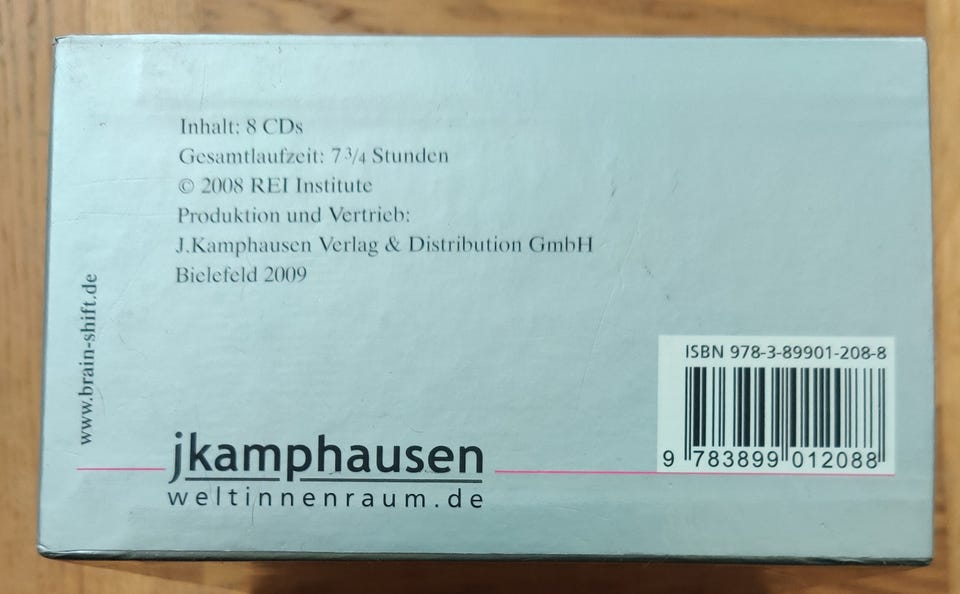 Inhalt: 8 CDs
Gesamtlaufzeit: 7 3/4 Stunden
© 2008 REI Institute
Produktion und Vertrieb:
J.Kamphausen Verlag & Distribution GmbH
Bielefeld 2009
www.brain-shift.de
ISBN 978-3-89901-208-8
9 783899 012088
jkamphausen
weltinnenraum.de